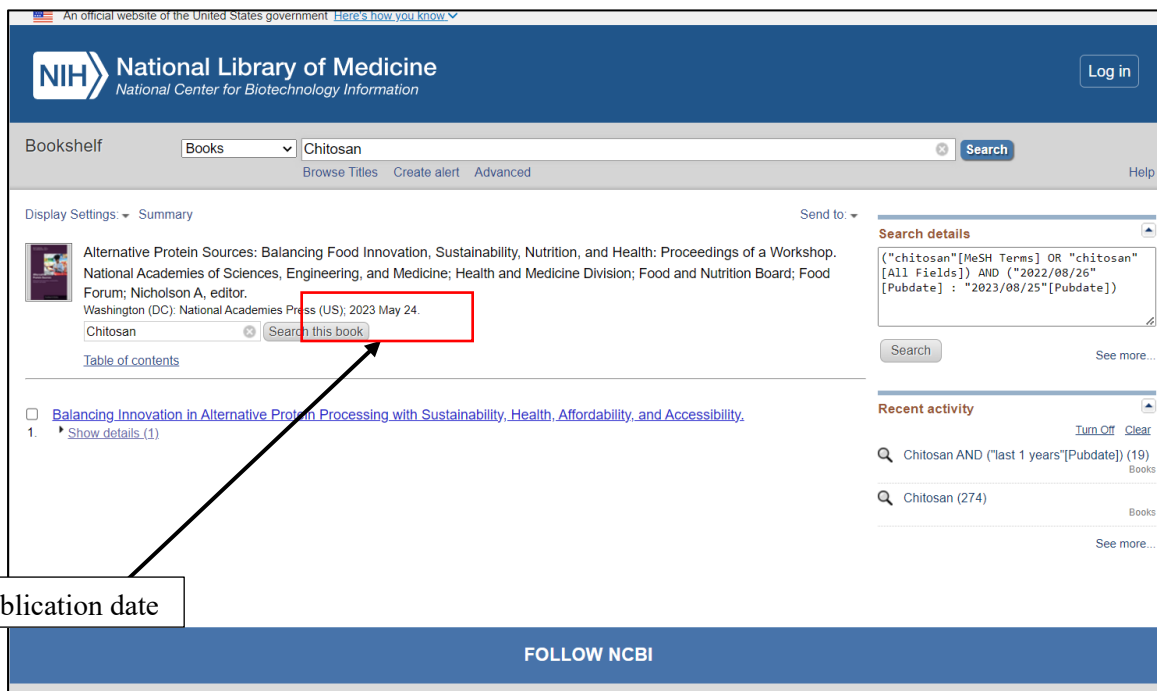 An official website of the United States government Here's how you know
NIH National Library of Medicine
National Center for Biotechnology Information
Log in
Bookshelf
Books
Chitosan
Search
Browse Titles Create alert Advanced
Help
Display Settings: Summary
Send to:
Alternative Protein Sources: Balancing Food Innovation, Sustainability, Nutrition, and Health: Proceedings of a Workshop.
National Academies of Sciences, Engineering, and Medicine; Health and Medicine Division; Food and Nutrition Board; Food
Forum; Nicholson A, editor.
Washington (DC): National Academies Press (US); 2023 May 24.
Chitosan
Search this book
Table of contents
Balancing Innovation in Alternative Protein Processing with Sustainability, Health, Affordability, and Accessibility.
1. Show details (1)
Search details
("chitosan"[MeSH Terms] OR "chitosan"
[All Fields]) AND ("2022/08/26"
[Pubdate] : "2023/08/25"[Pubdate])
Search
See more...
Recent activity
Turn Off Clear
Chitosan AND ("last 1 years"[Pubdate]) (19)
Books
Chitosan (274)
Books
See more...
blication date
FOLLOW NCBI